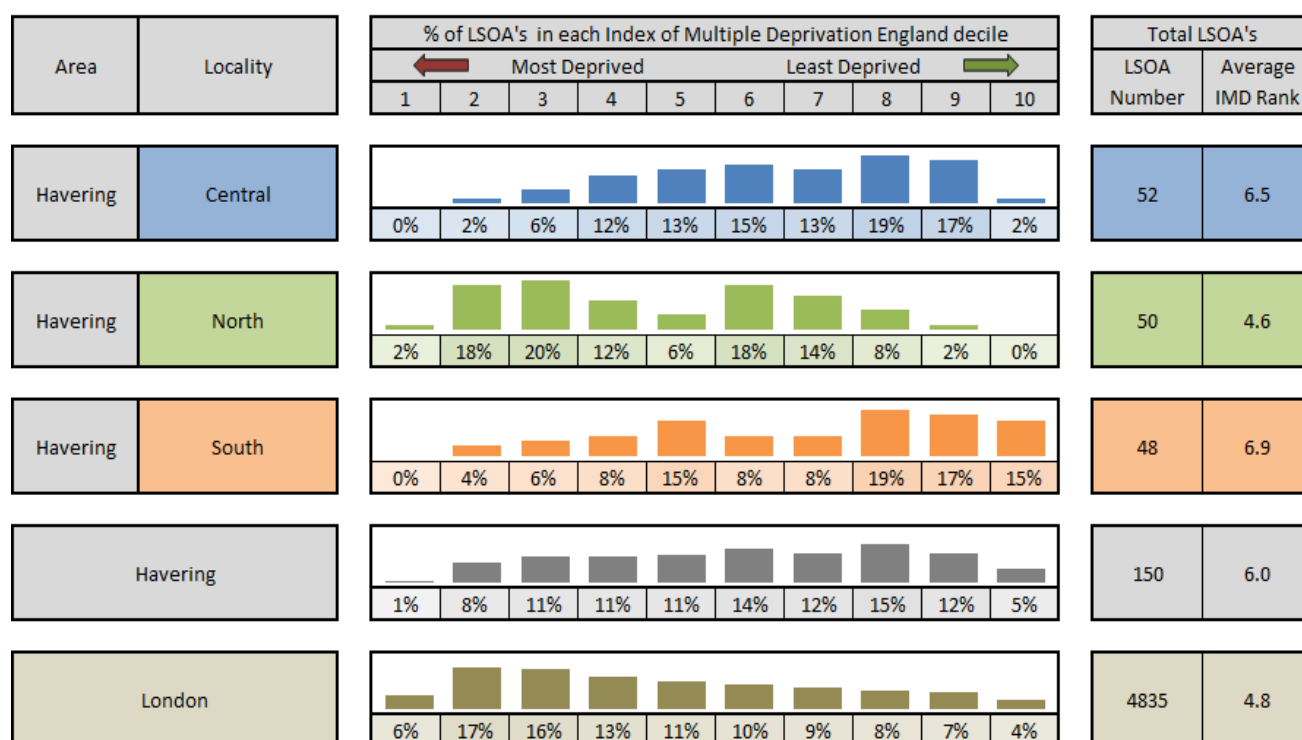 % of LSOA's in each Index of Multiple Deprivation England decile
Total LSOA's
Area Locality
Most Deprived Least Deprived
LSOA Number
Average IMD Rank
1 2 3 4 5 6 7 8 9 10
Havering Central
0% 2% 6% 12% 13% 15% 13% 19% 17% 2%
52 6.5
Havering North
2% 18% 20% 12% 6% 18% 14% 8% 2% 0%
50 4.6
Havering South
0% 4% 6% 8% 15% 8% 8% 19% 17% 15%
48 6.9
Havering
1% 8% 11% 11% 11% 14% 12% 15% 12% 5%
150 6.0
London
6% 17% 16% 13% 11% 10% 9% 8% 7% 4%
4835 4.8